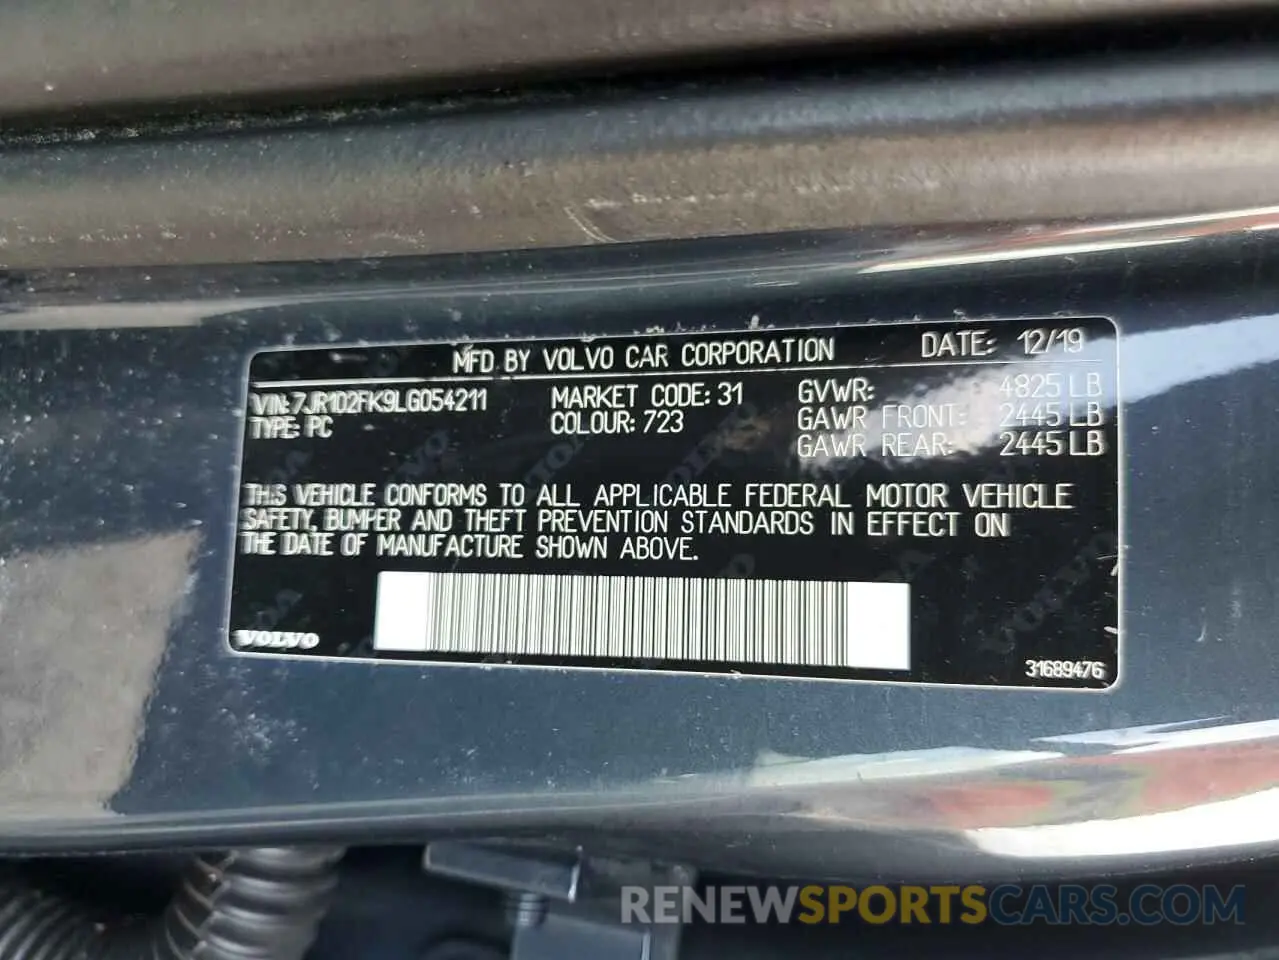 MFD BY VOLVO CAR CORPORATION DATE: 12/19
VIN: 7JR102FK9LG054211 MARKET CODE: 31 GVWR: 4825 LB
TYPE: PC COLOUR: 723 GAWR FRONT: 2445 LB
GAWR REAR: 2445 LB
THIS VEHICLE CONFORMS TO ALL APPLICABLE FEDERAL MOTOR VEHICLE
SAFETY, BUMPER AND THEFT PREVENTION STANDARDS IN EFFECT ON
THE DATE OF MANUFACTURE SHOWN ABOVE.
VOLVO
31689476
RENEWSPORTSCARS.COM